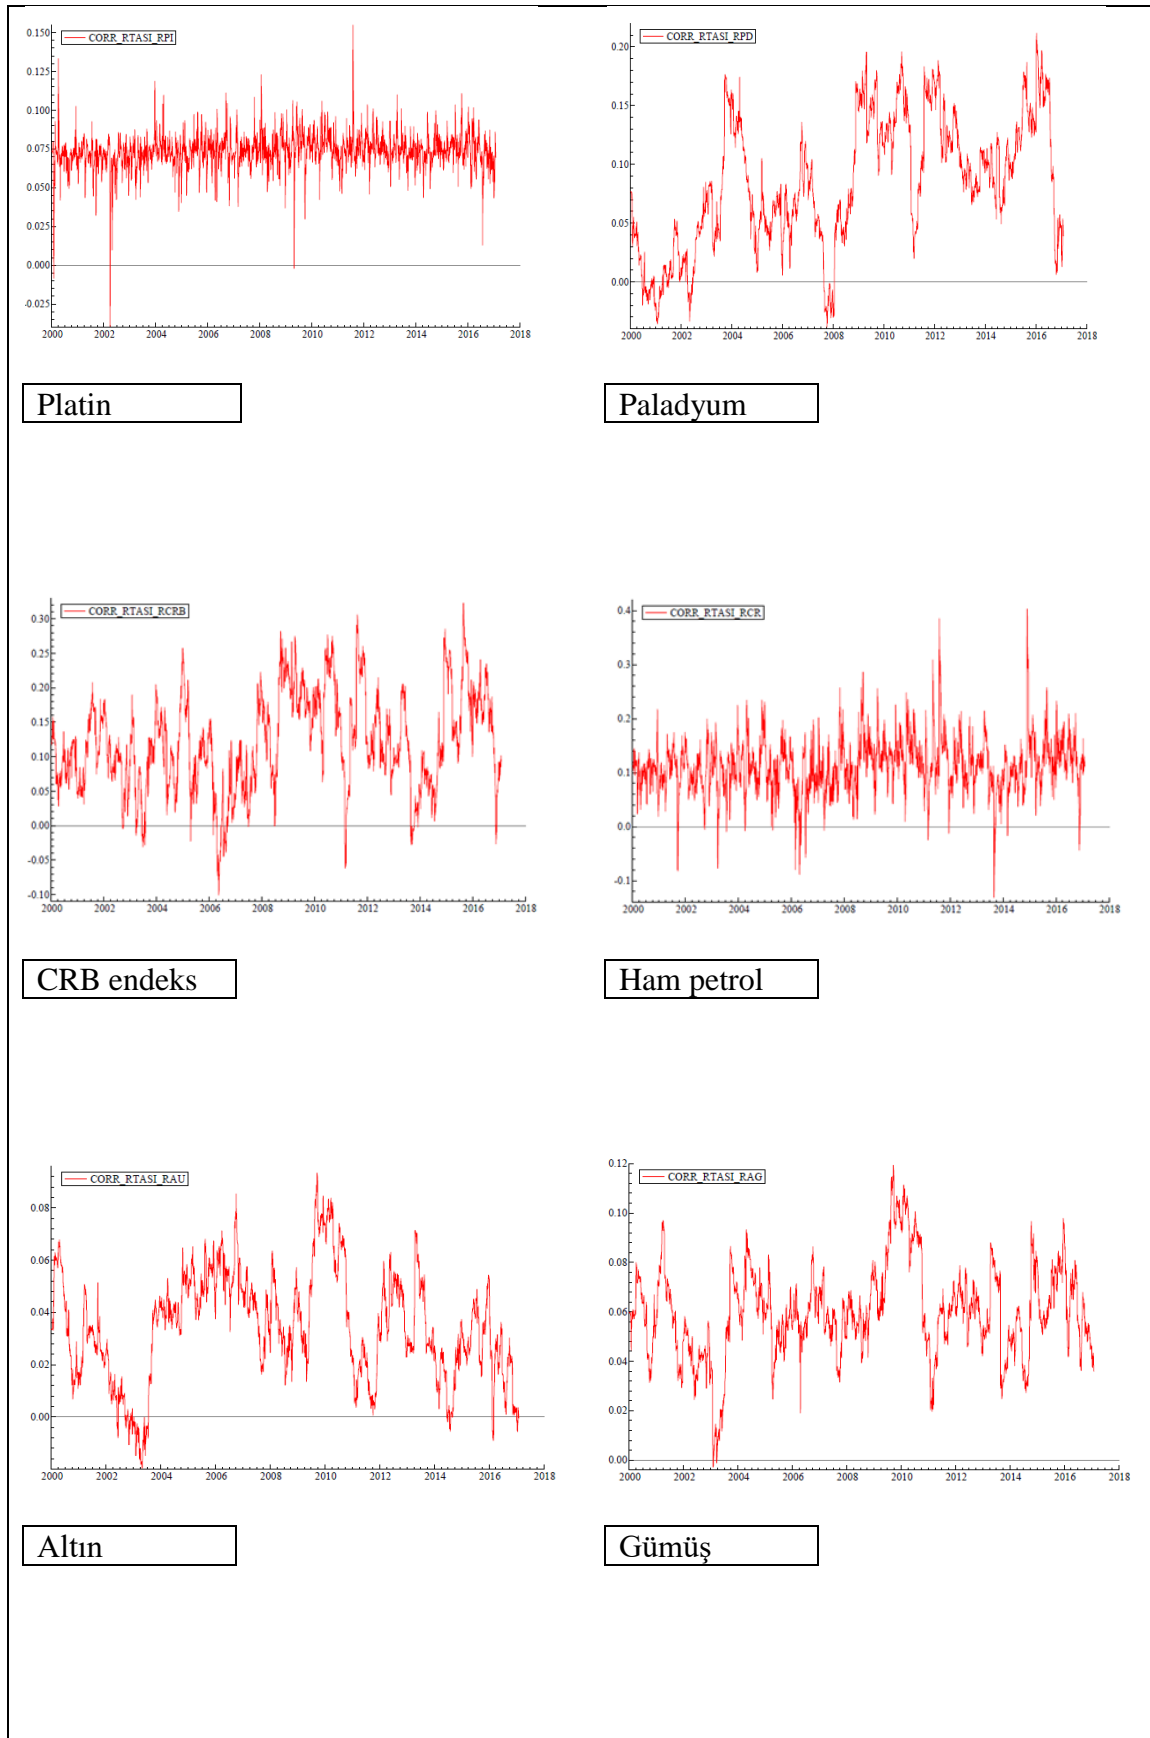 CORR_RTASI_RPI
0.150
0.125
0.100
0.075
0.050
0.025
0.000
-0.025
2000 2002 2004 2006 2008 2010 2012 2014 2016 2018
Platin
CORR_RTASI_RPD
0.20
0.15
0.10
0.05
0.00
2000 2002 2004 2006 2008 2010 2012 2014 2016 2018
Paladyum
CORR_RTASI_RCRB
0.30
0.25
0.20
0.15
0.10
0.05
0.00
-0.05
-0.10
2000 2002 2004 2006 2008 2010 2012 2014 2016 2018
CRB endeks
CORR_RTASI_RCR
0.4
0.3
0.2
0.1
0.0
-0.1
2000 2002 2004 2006 2008 2010 2012 2014 2016 2018
Ham petrol
CORR_RTASI_RAU
0.08
0.06
0.04
0.02
0.00
2000 2002 2004 2006 2008 2010 2012 2014 2016 2018
Altın
CORR_RTASI_RAG
0.12
0.10
0.08
0.06
0.04
0.02
0.00
2000 2002 2004 2006 2008 2010 2012 2014 2016 2018
Gümüş